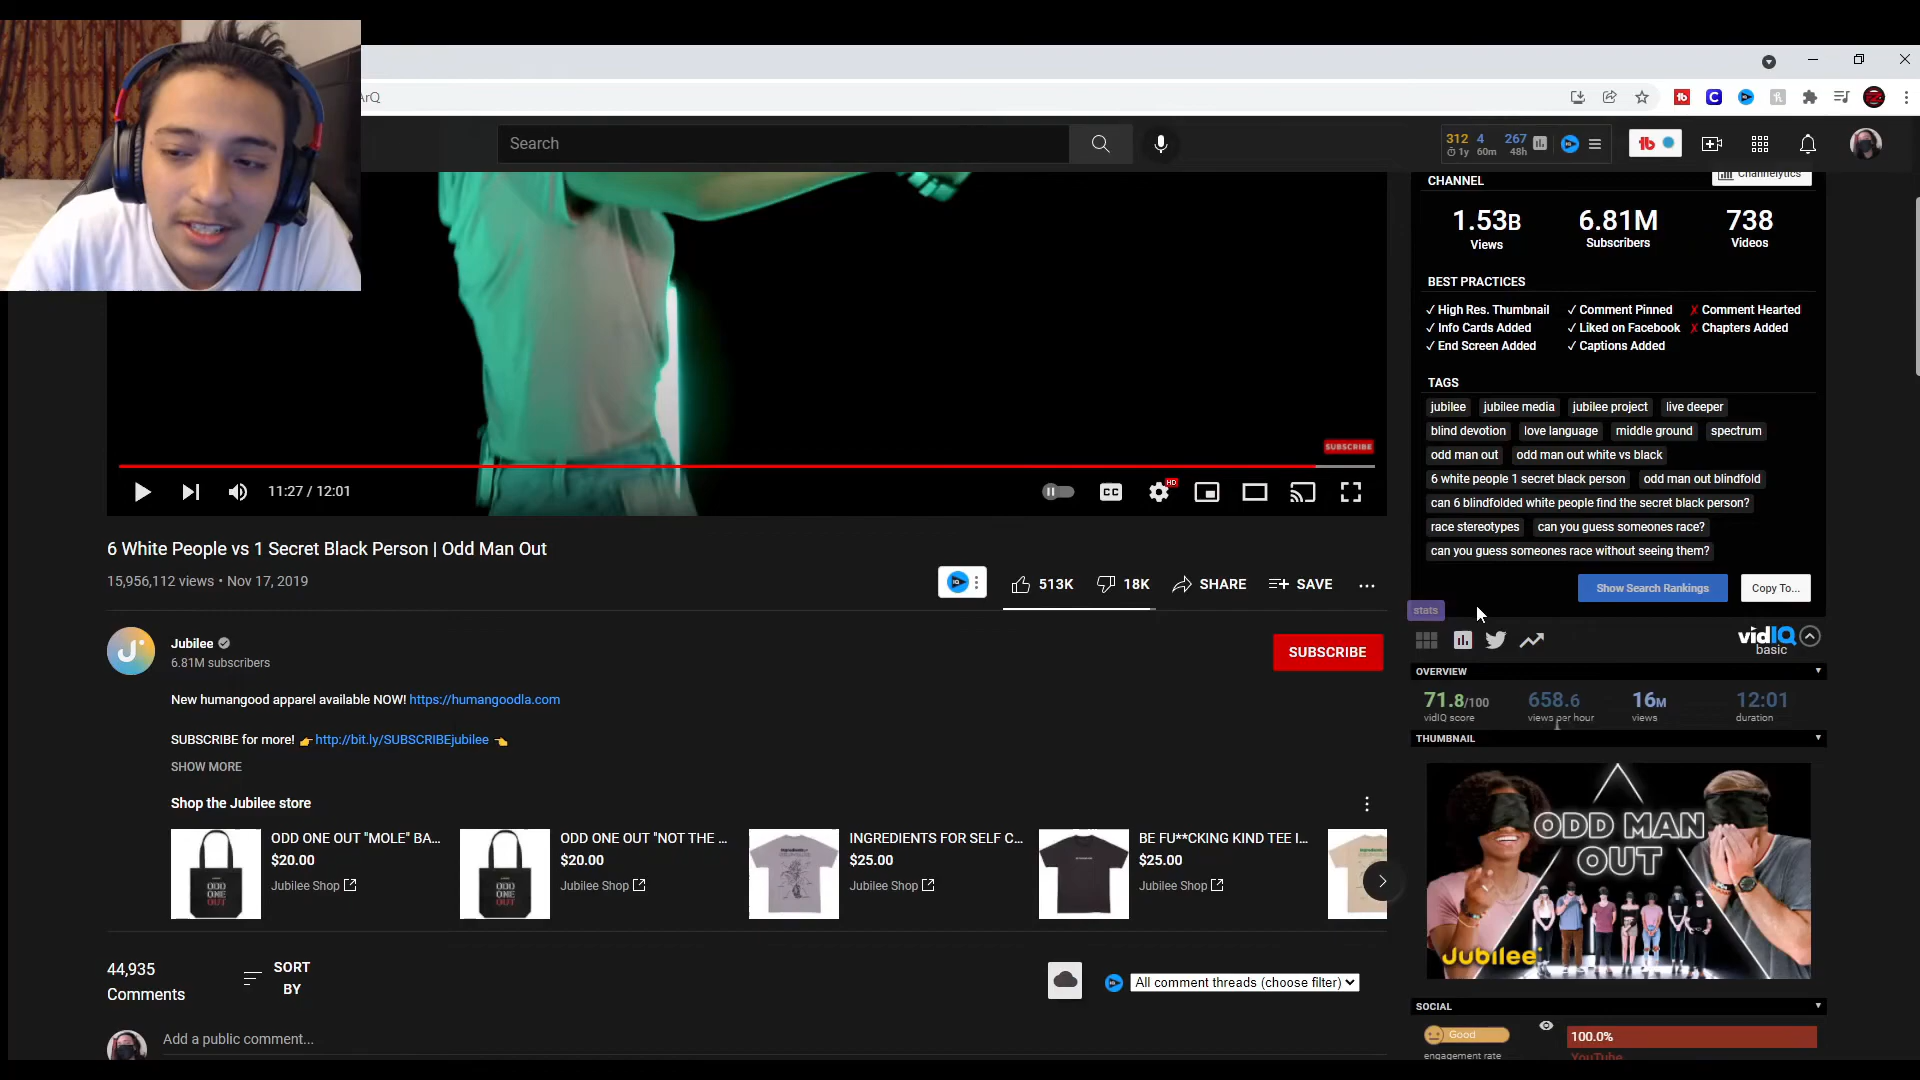 rQ
Search
312 4 267
1y 60m 48h
Channelytics
CHANNEL
1.53B 6.81M 738
Views Subscribers Videos
BEST PRACTICES
✓ High Res. Thumbnail ✓ Comment Pinned ✗ Comment Hearted
✓ Info Cards Added ✓ Liked on Facebook ✗ Chapters Added
✓ End Screen Added ✓ Captions Added
TAGS
jubilee jubilee media jubilee project live deeper
blind devotion love language middle ground spectrum
odd man out odd man out white vs black
6 white people 1 secret black person odd man out blindfold
can 6 blindfolded white people find the secret black person?
race stereotypes can you guess someones race?
can you guess someones race without seeing them?
Show Search Rankings Copy To...
stats
vidIQ
basic
OVERVIEW
71.8/100 658.6 16M 12:01
vidIQ score views per hour views duration
THUMBNAIL
ODD MAN
OUT
Jubilee
SOCIAL
Good 100.0%
engagement rate YouTube
SUBSCRIBE
11:27 / 12:01 CC HD
6 White People vs 1 Secret Black Person | Odd Man Out
15,956,112 views • Nov 17, 2019
513K 18K SHARE SAVE ...
Jubilee
6.81M subscribers
SUBSCRIBE
New humangood apparel available NOW! https://humangoodla.com
SUBSCRIBE for more! 👉 http://bit.ly/SUBSCRIBEjubilee 👈
SHOW MORE
Shop the Jubilee store
ODD ONE OUT "MOLE" BA... ODD ONE OUT "NOT THE ... INGREDIENTS FOR SELF C... BE FU**CKING KIND TEE I...
$20.00 $20.00 $25.00 $25.00
Jubilee Shop Jubilee Shop Jubilee Shop Jubilee Shop
ODD
ONE
OUT
ODD
ONE
OUT
44,935
Comments
SORT
BY
All comment threads (choose filter)
Add a public comment...